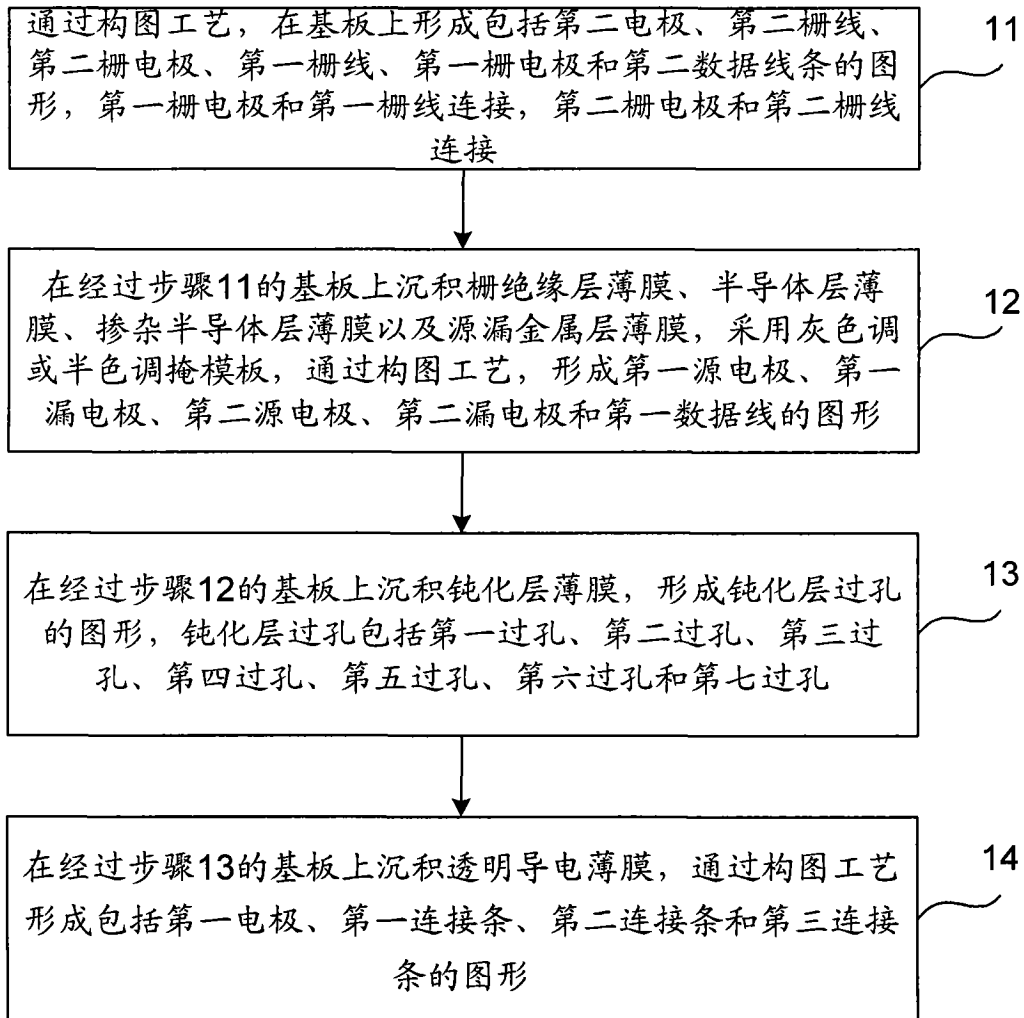 通过构图工艺，在基板上形成包括第二电极、第二栅线、
第二栅电极、第一栅线、第一栅电极和第二数据线条的图
形，第一栅电极和第一栅线连接，第二栅电极和第二栅线
连接
11
在经过步骤11的基板上沉积栅绝缘层薄膜、半导体层薄
膜、掺杂半导体层薄膜以及源漏金属层薄膜，采用灰色调
或半色调掩模板，通过构图工艺，形成第一源电极、第一
漏电极、第二源电极、第二漏电极和第一数据线的图形
12
在经过步骤12的基板上沉积钝化层薄膜，形成钝化层过孔
的图形，钝化层过孔包括第一过孔、第二过孔、第三过
孔、第四过孔、第五过孔、第六过孔和第七过孔
13
在经过步骤13的基板上沉积透明导电薄膜，通过构图工艺
形成包括第一电极、第一连接条、第二连接条和第三连接
条的图形
14